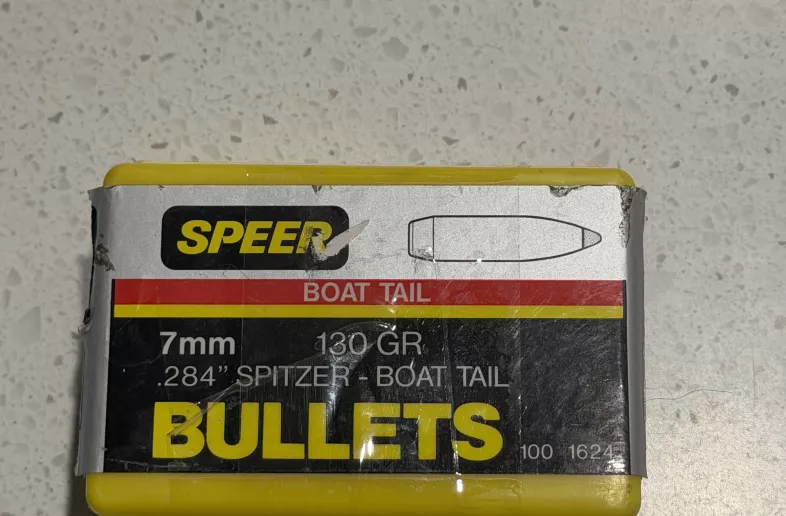 SPEER
BOAT TAIL
7mm 130 GR
.284" SPITZER - BOAT TAIL
BULLETS 100 1624